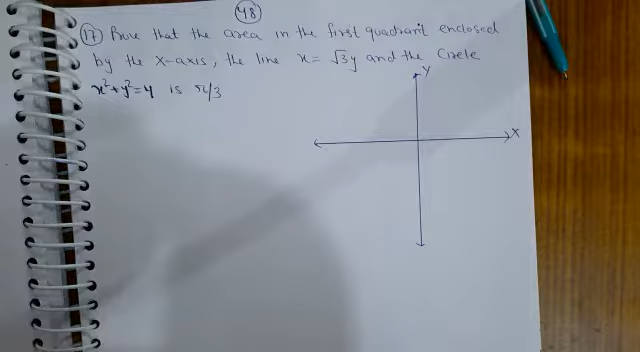 48
17 Prove that the area in the first quadrant enclosed
by the x-axis, the line x = √3y and the Circle
x²+y²=4 is π/3
Y
X